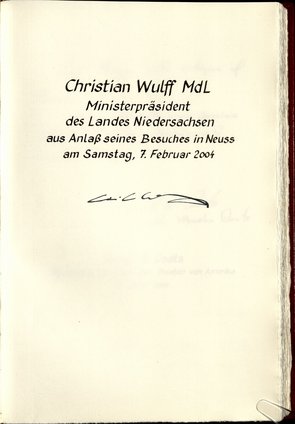 Christian Wulff MdL
Ministerpräsident
des Landes Niedersachsen
aus Anlaß seines Besuches in Neuss
am Samstag, 7. Februar 2004